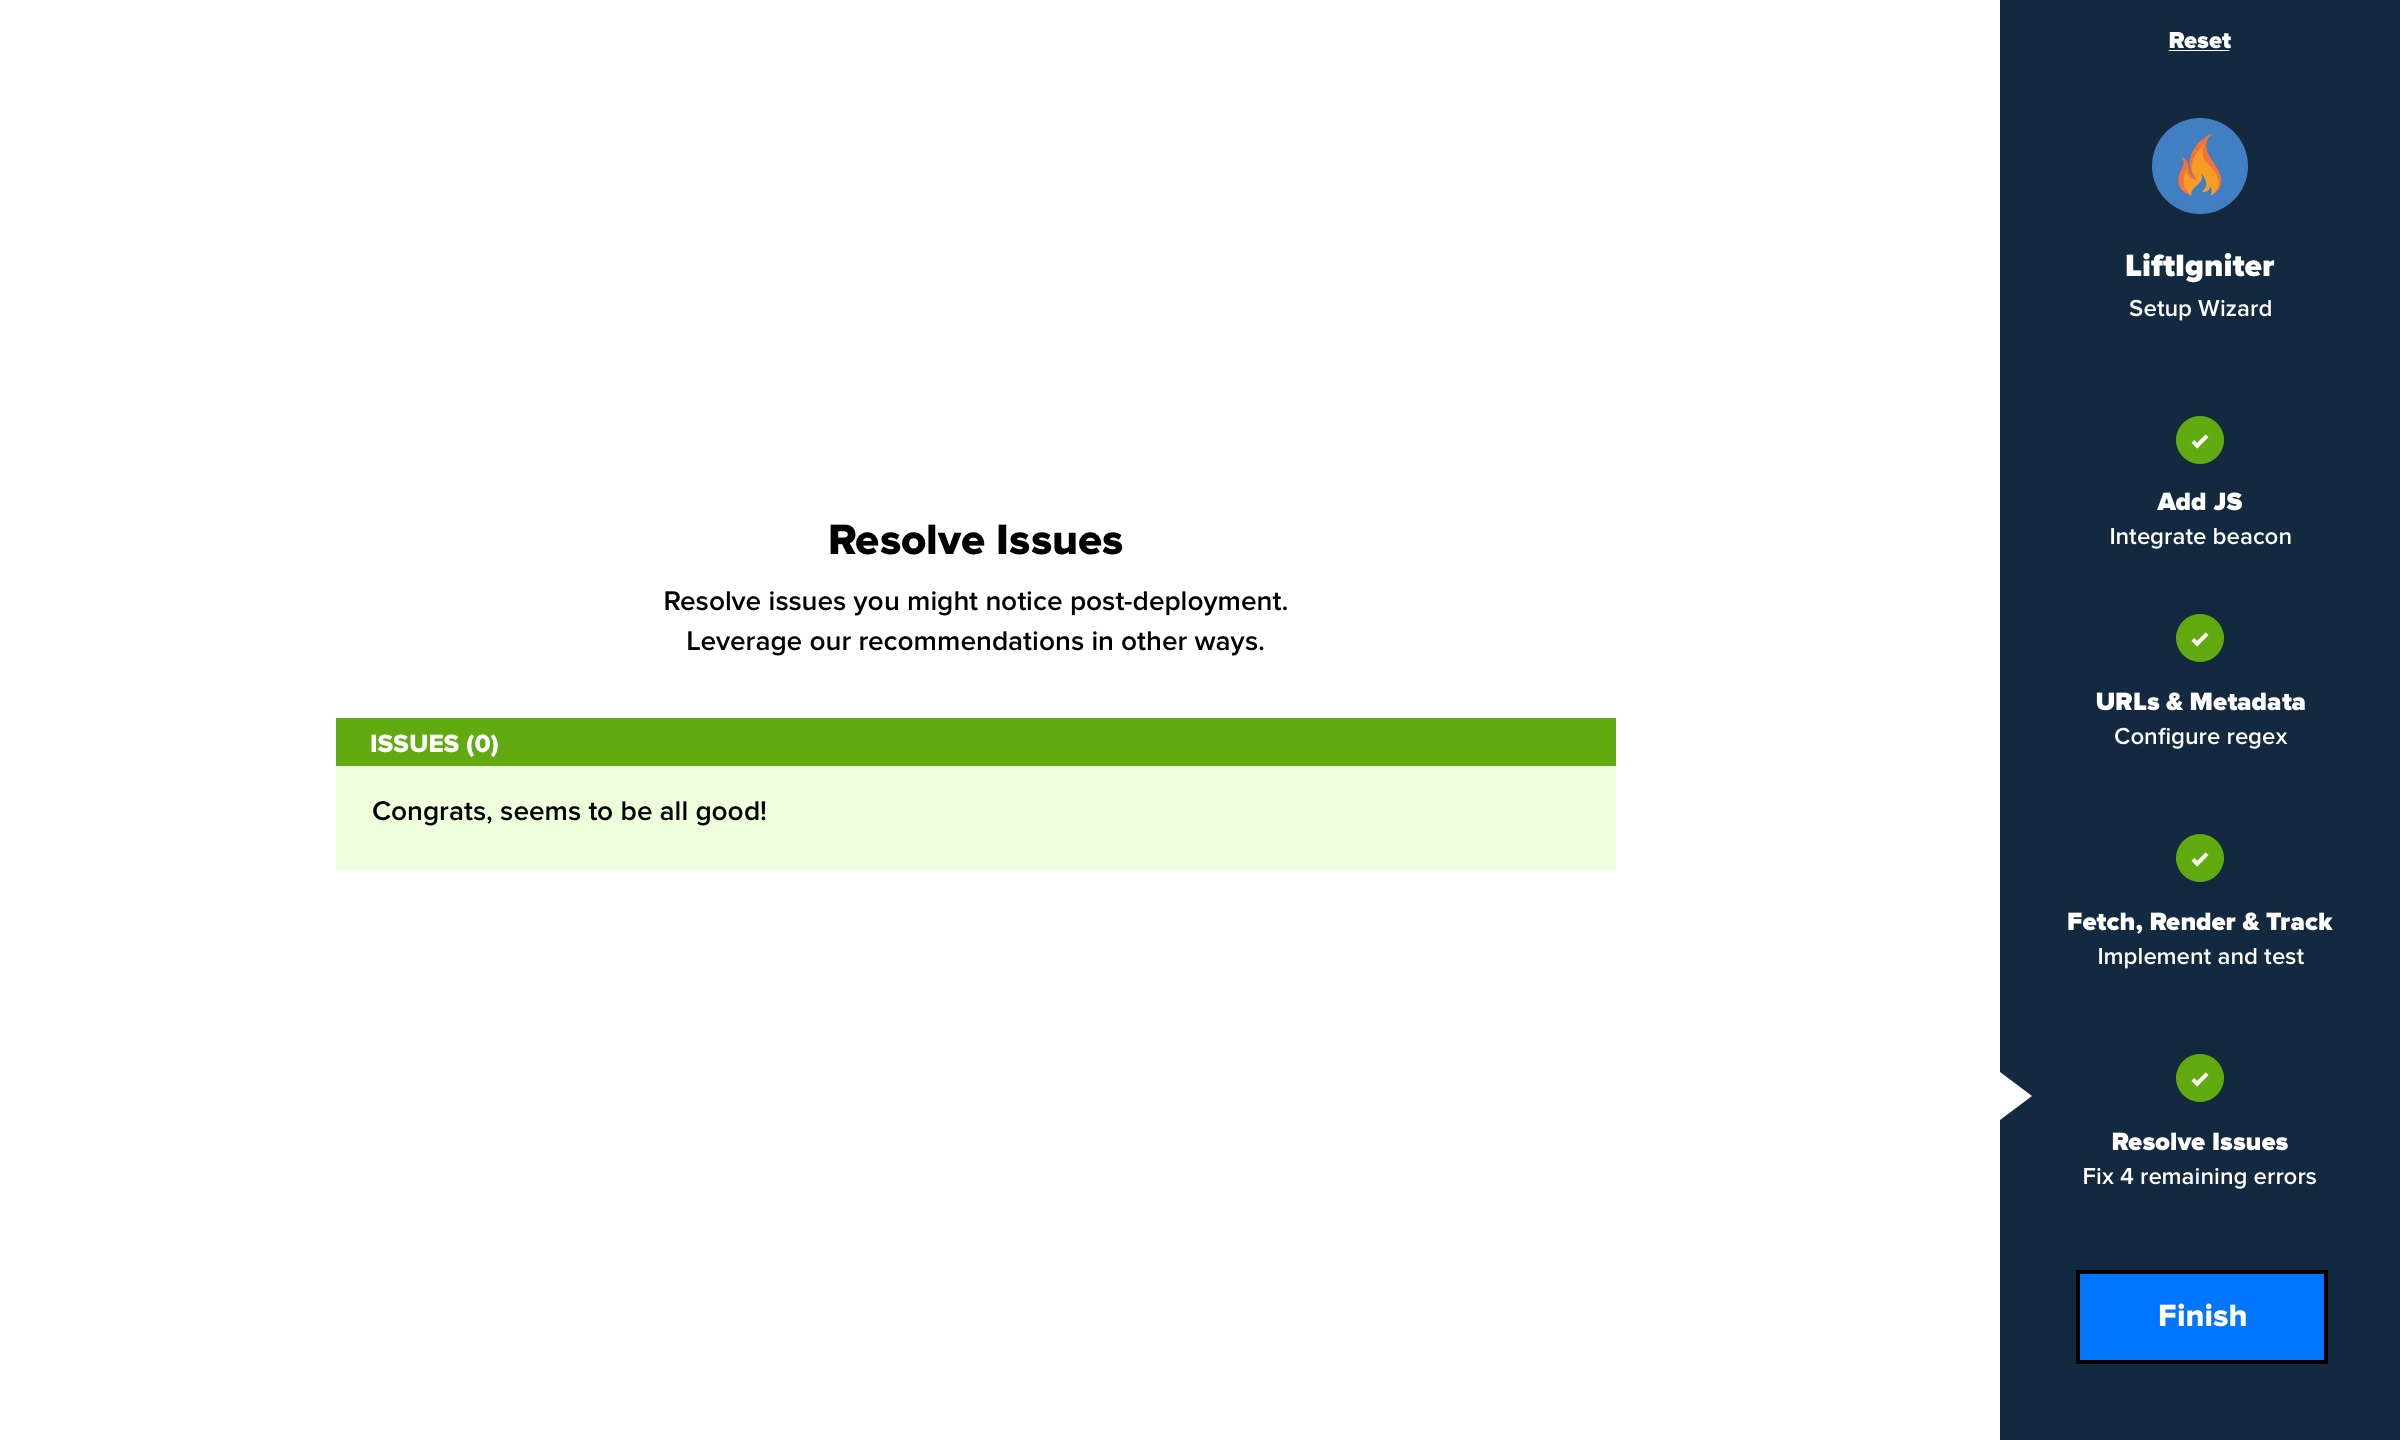 Resolve Issues
Resolve issues you might notice post-deployment.
Leverage our recommendations in other ways.
ISSUES (0)
Congrats, seems to be all good!
Reset
LiftIgniter
Setup Wizard
Add JS
Integrate beacon
URLs & Metadata
Configure regex
Fetch, Render & Track
Implement and test
Resolve Issues
Fix 4 remaining errors
Finish